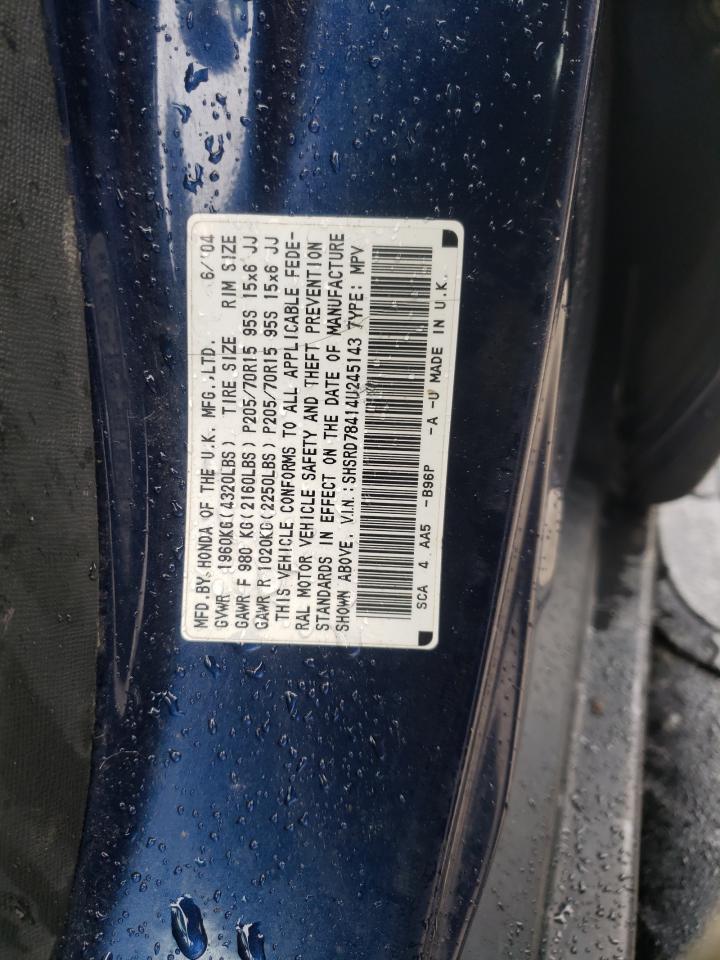 MFD.BY.HONDA OF THE U.K. MFG.,LTD. 6/'04
GVWR 1960KG(4320LBS) TIRE SIZE RIM SIZE
GAWR F 980 KG(2160LBS) P205/70R15 95S 15x6 JJ
GAWR R 1020KG(2250LBS) P205/70R15 95S 15x6 JJ
THIS VEHICLE CONFORMS TO ALL APPLICABLE FEDE-
RAL MOTOR VEHICLE SAFETY AND THEFT PREVENTION
STANDARDS IN EFFECT ON THE DATE OF MANUFACTURE
SHOWN ABOVE. V.I.N.:SHSRD78414U245143 TYPE: MPV
SCA 4 AA5 -B96P -A -U MADE IN U.K.